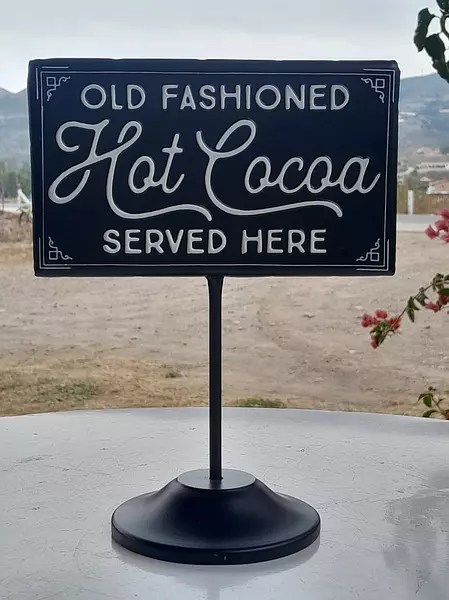 OLD FASHIONED
Hot Cocoa
SERVED HERE